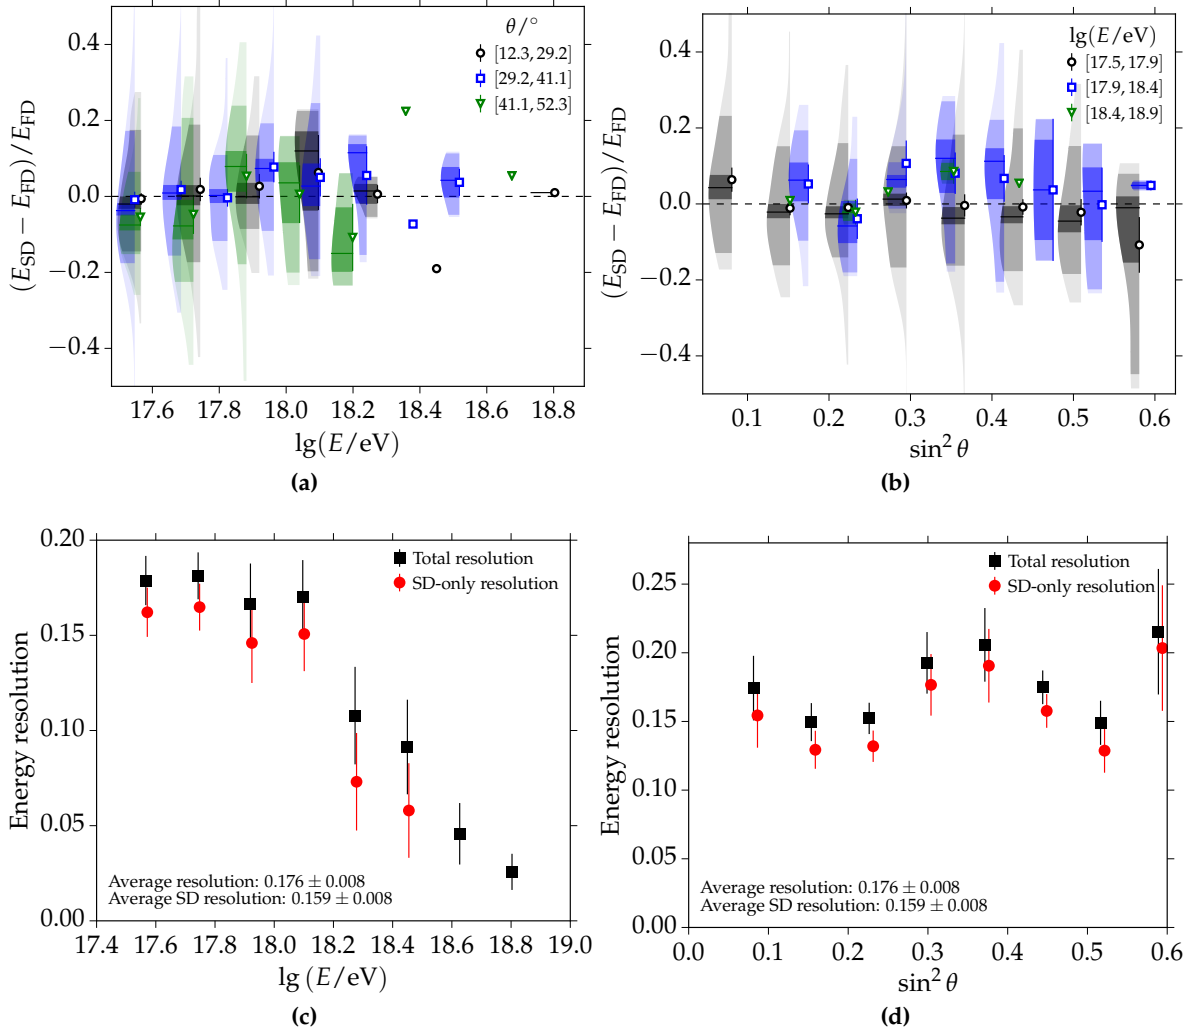 0.4
0.2
0.0
−0.2
−0.4
(E_SD − E_FD)/E_FD
θ/°
[12.3, 29.2]
[29.2, 41.1]
[41.1, 52.3]
17.6 17.8 18.0 18.2 18.4 18.6 18.8
lg(E/eV)
(a)
0.4
0.2
0.0
−0.2
−0.4
(E_SD − E_FD)/E_FD
lg(E/eV)
[17.5, 17.9]
[17.9, 18.4]
[18.4, 18.9]
0.1 0.2 0.3 0.4 0.5 0.6
sin² θ
(b)
0.20
0.15
0.10
0.05
0.00
Energy resolution
Total resolution
SD-only resolution
Average resolution: 0.176 ± 0.008
Average SD resolution: 0.159 ± 0.008
17.4 17.6 17.8 18.0 18.2 18.4 18.6 18.8 19.0
lg (E/eV)
(c)
0.25
0.20
0.15
0.10
0.05
0.00
Energy resolution
Total resolution
SD-only resolution
Average resolution: 0.176 ± 0.008
Average SD resolution: 0.159 ± 0.008
0.0 0.1 0.2 0.3 0.4 0.5 0.6
sin² θ
(d)